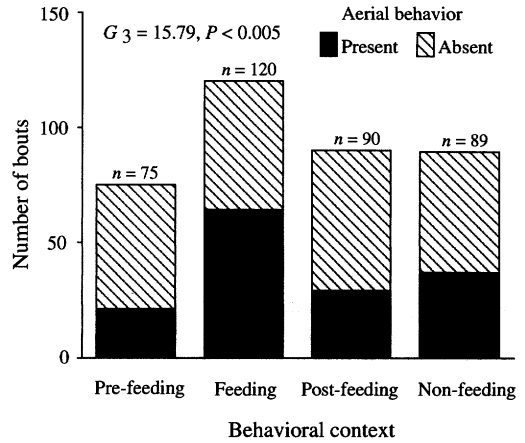 150
G 3 = 15.79, P < 0.005
Aerial behavior
Present
Absent
n = 120
100
n = 90
n = 89
n = 75
Number of bouts
50
0
Pre-feeding
Feeding
Post-feeding
Non-feeding
Behavioral context